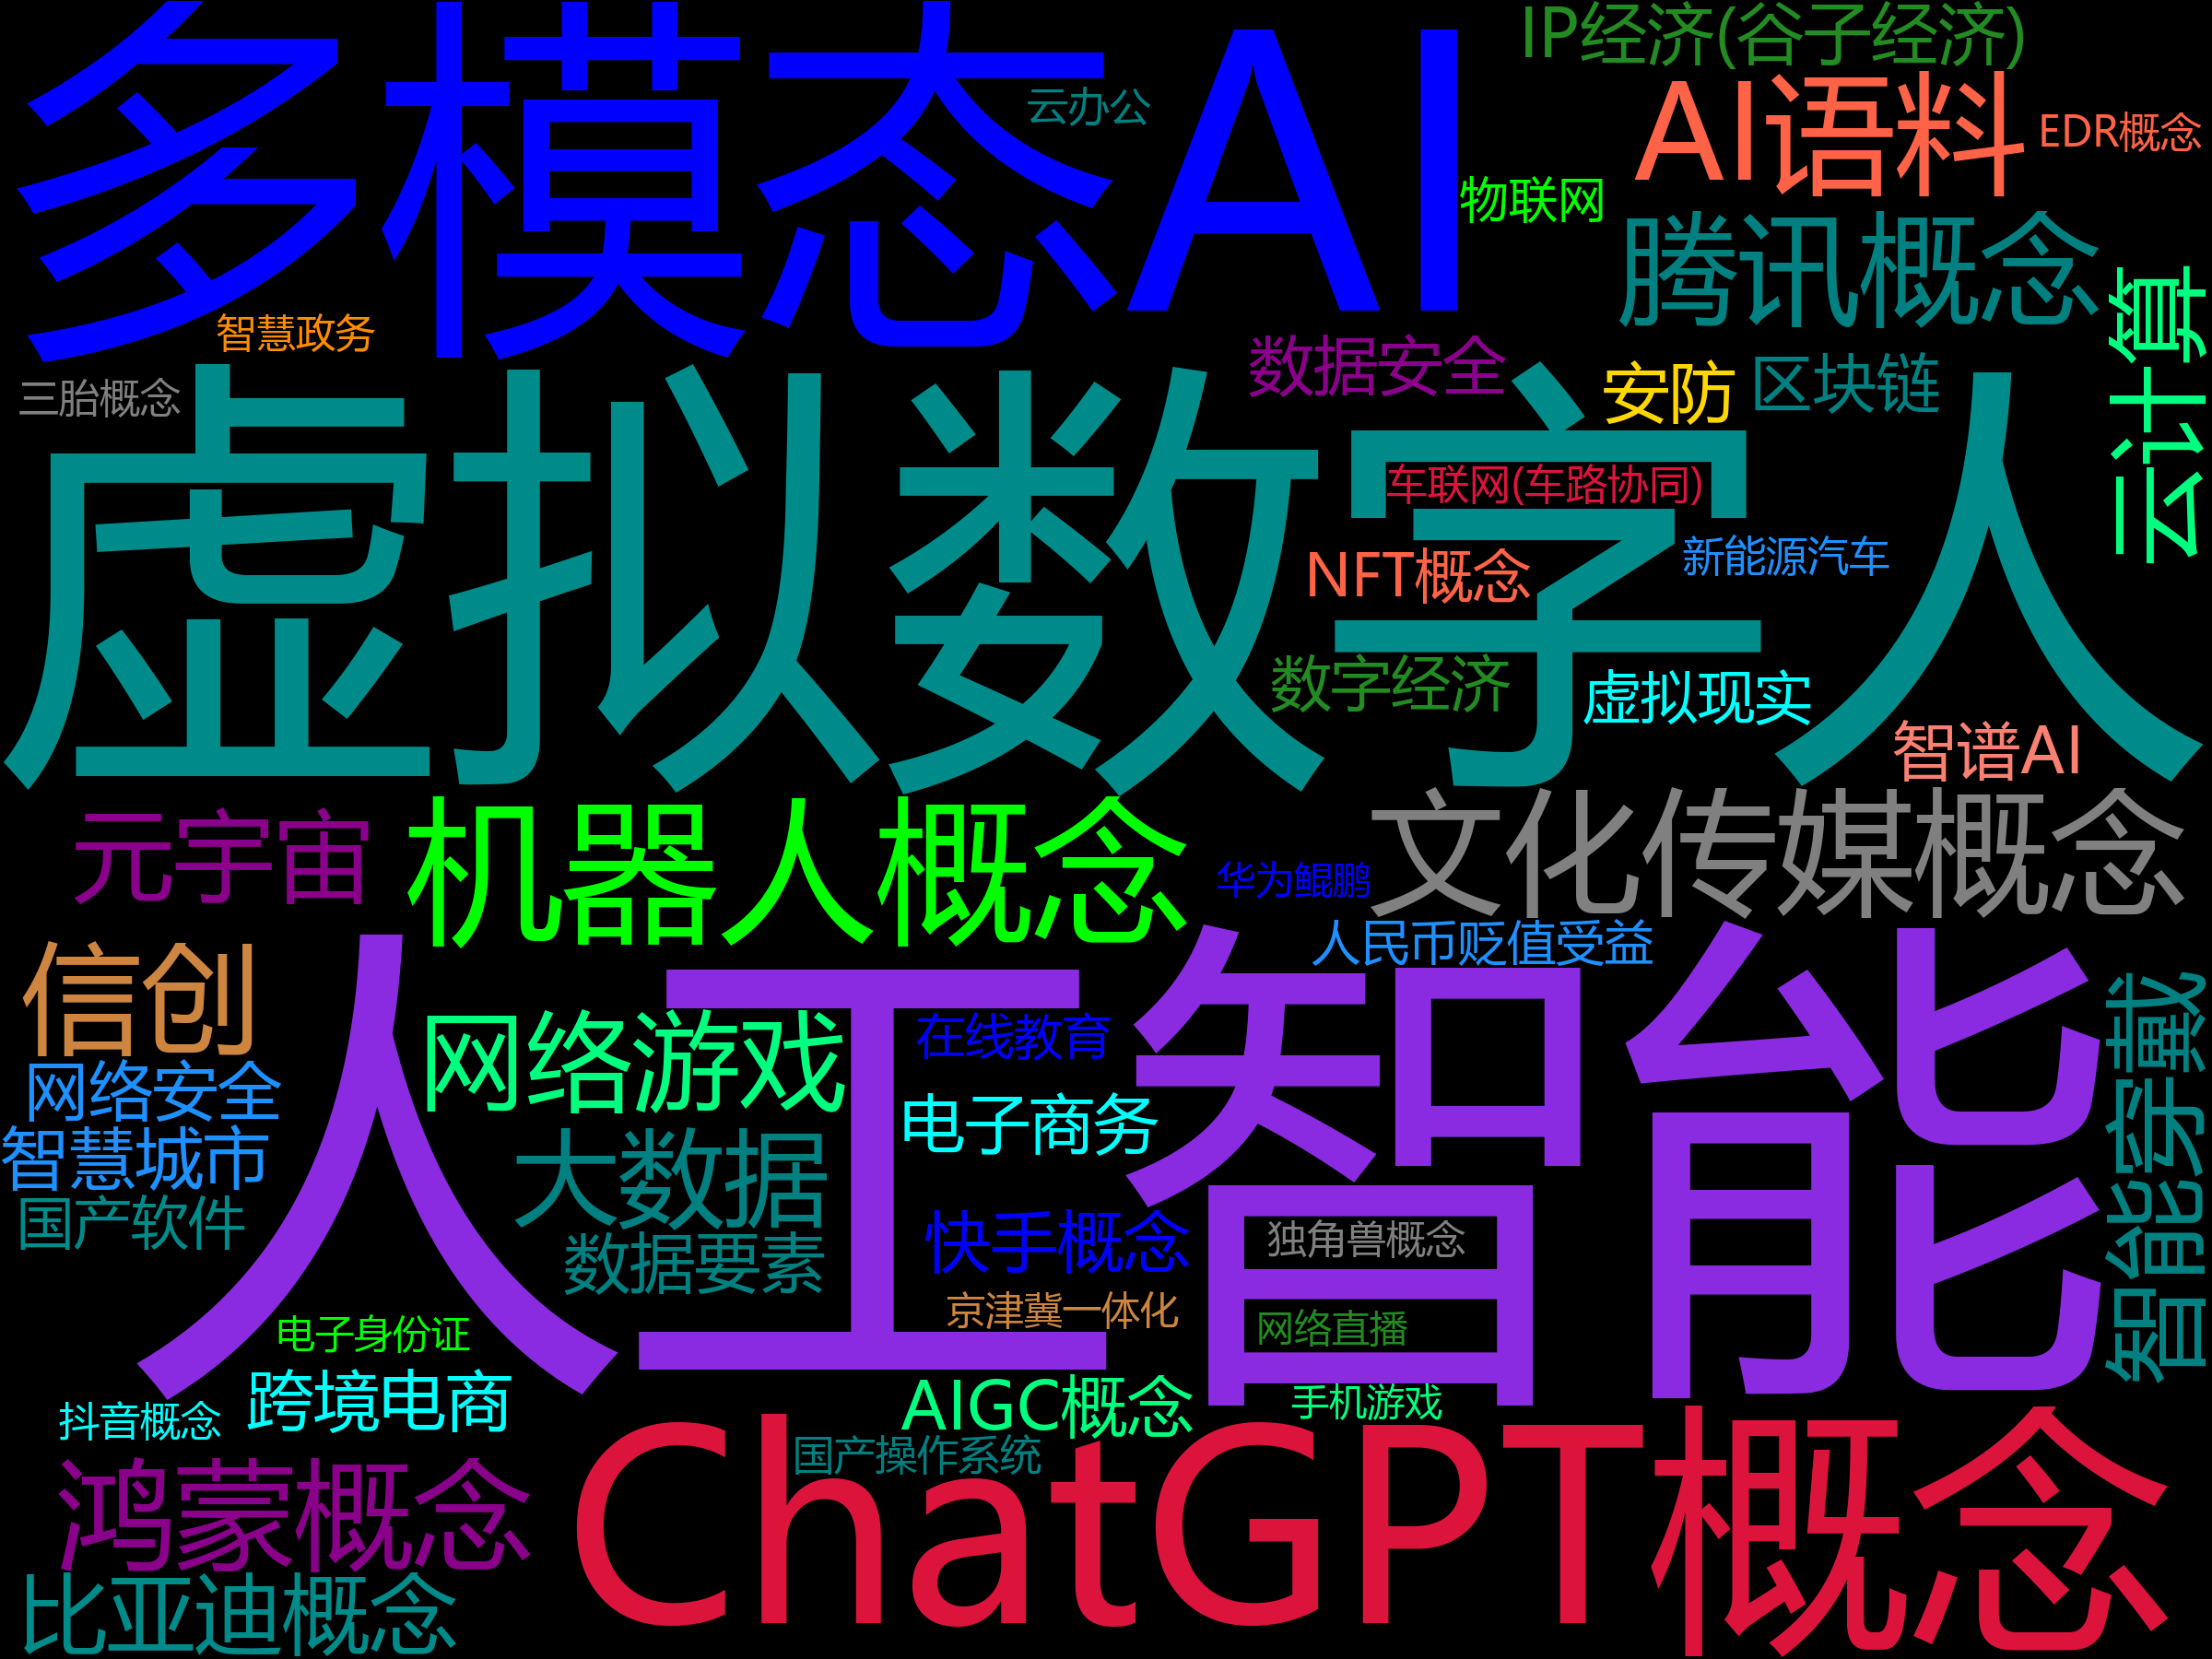 IP经济(谷子经济)
多模态AI
云办公
AI语料
EDR概念
物联网
腾讯概念
云计算
智慧政务
数据安全
安防
区块链
三胎概念
虚拟数字人
车联网(车路协同)
NFT概念
新能源汽车
数字经济
虚拟现实
智谱AI
元宇宙
机器人概念
华为鲲鹏
文化传媒概念
人民币贬值受益
信创
人工智能
网络游戏
在线教育
智能穿戴
网络安全
电子商务
智慧城市
大数据
国产软件
数据要素
快手概念
独角兽概念
京津冀一体化
网络直播
电子身份证
跨境电商
AIGC概念
手机游戏
抖音概念
国产操作系统
ChatGPT概念
鸿蒙概念
比亚迪概念